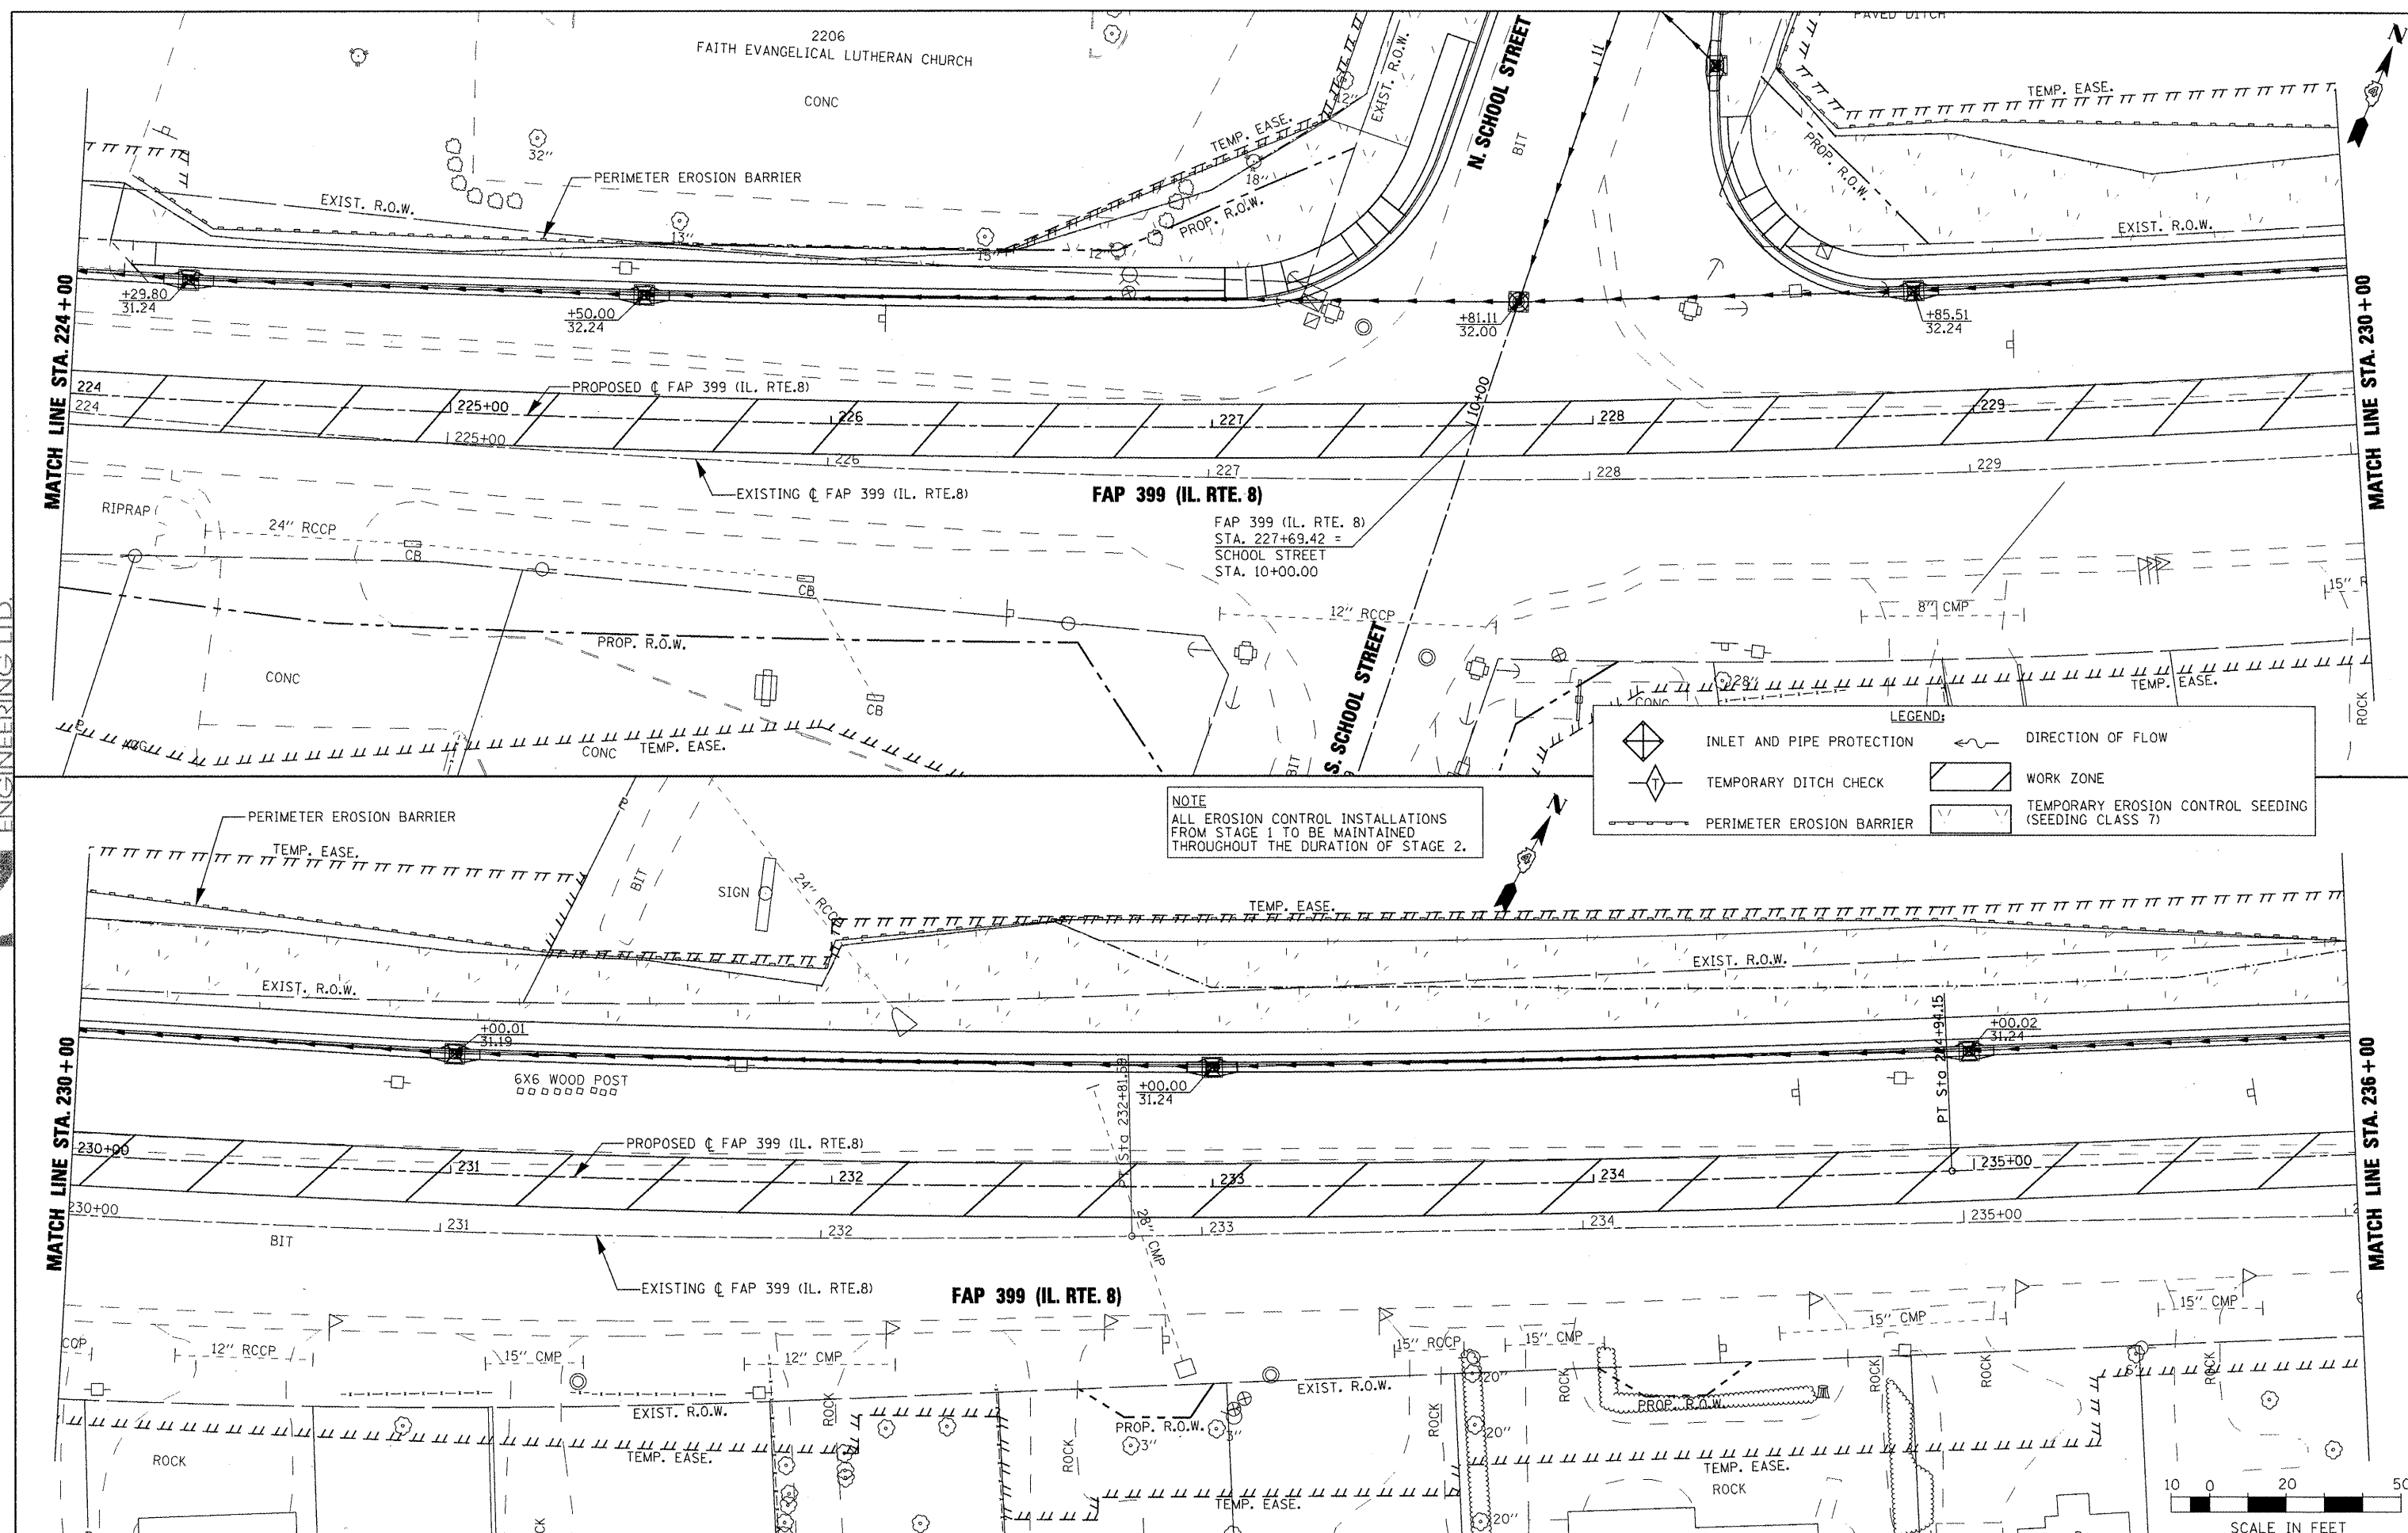 2206
FAITH EVANGELICAL LUTHERAN CHURCH
CONC
PAVED DITCH
N
N. SCHOOL STREET
BIT
11
EXIST. R.O.W.
TEMP. EASE.
TEMP. EASE.
32"
12"
18"
PERIMETER EROSION BARRIER
EXIST. R.O.W.
PROP. R.O.W.
PROP. R.O.W.
EXIST. R.O.W.
13"
15"
12"
MATCH LINE STA. 224+00
MATCH LINE STA. 230+00
+29.80
31.24
+50.00
32.24
+81.11
32.00
+85.51
32.24
224
224
PROPOSED ℄ FAP 399 (IL. RTE.8)
225+00
226
227
228
229
10+00
225+00
226
227
228
229
EXISTING ℄ FAP 399 (IL. RTE.8)
FAP 399 (IL. RTE. 8)
FAP 399 (IL. RTE. 8)
STA. 227+69.42 =
SCHOOL STREET
STA. 10+00.00
RIPRAP
24" RCCP
CB
CB
CB
12" RCCP
8" CMP
15" R
PROP. R.O.W.
CONC
CONC
TEMP. EASE.
S. SCHOOL STREET
BIT
28"
CONC
TEMP. EASE.
ROCK
LEGEND:
INLET AND PIPE PROTECTION
DIRECTION OF FLOW
T
TEMPORARY DITCH CHECK
WORK ZONE
PERIMETER EROSION BARRIER
TEMPORARY EROSION CONTROL SEEDING
(SEEDING CLASS 7)
ENGINEERING LTD.
NOTE
ALL EROSION CONTROL INSTALLATIONS
FROM STAGE 1 TO BE MAINTAINED
THROUGHOUT THE DURATION OF STAGE 2.
N
PERIMETER EROSION BARRIER
TEMP. EASE.
BIT
SIGN
24" RCCP
TEMP. EASE.
EXIST. R.O.W.
EXIST. R.O.W.
MATCH LINE STA. 230+00
MATCH LINE STA. 236+00
+00.01
31.19
6X6 WOOD POST
+00.00
31.24
+00.02
31.24
PT Sta 232+81.59
PT Sta 234+94.15
230+00
PROPOSED ℄ FAP 399 (IL. RTE.8)
231
232
233
234
235+00
230+00
231
232
233
234
235+00
BIT
28" CMP
EXISTING ℄ FAP 399 (IL. RTE.8)
FAP 399 (IL. RTE. 8)
12" RCCP
15" CMP
12" CMP
15" RCCP
15" CMP
15" CMP
15" CMP
EXIST. R.O.W.
EXIST. R.O.W.
PROP. R.O.W.
PROP. R.O.W.
20"
20"
20"
3"
3"
6"
ROCK
ROCK
ROCK
ROCK
ROCK
ROCK
ROCK
ROCK
ROCK
TEMP. EASE.
TEMP. EASE.
TEMP. EASE.
10 0 20 50
SCALE IN FEET